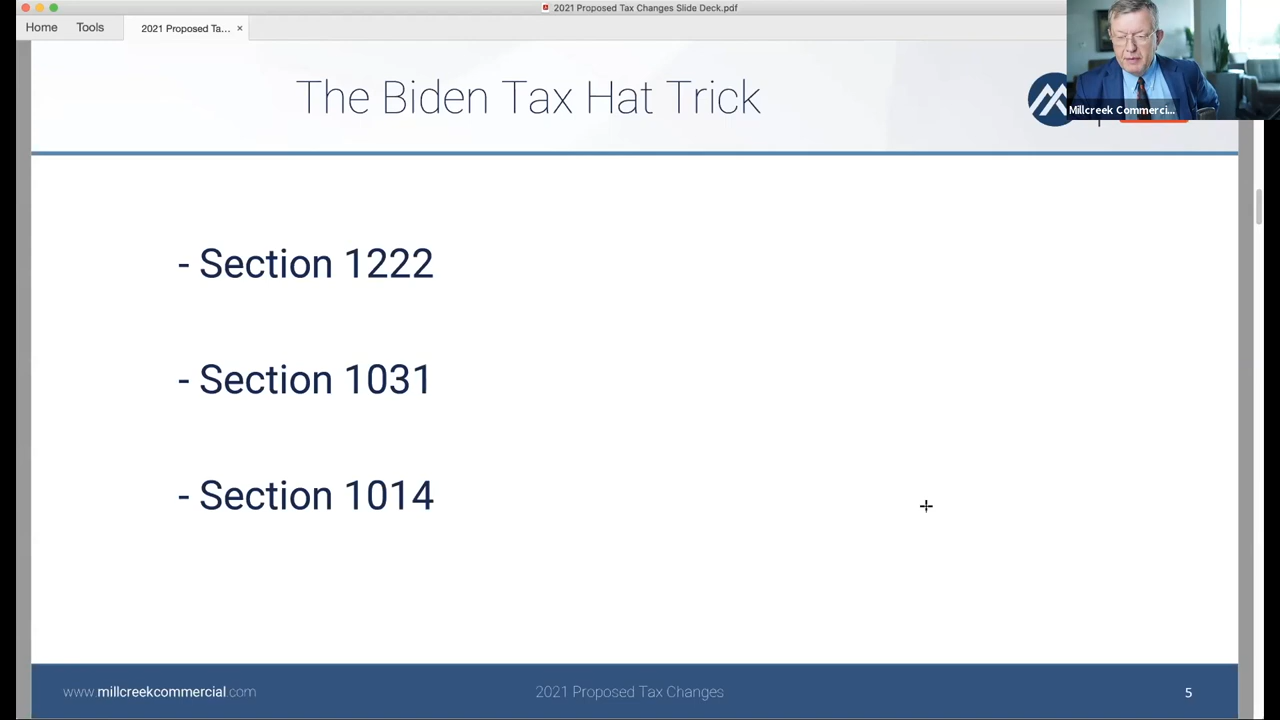 2021 Proposed Tax Changes Slide Deck.pdf
Home Tools 2021 Proposed Ta... ×
The Biden Tax Hat Trick
Millcreek Commerci...
- Section 1222
- Section 1031
- Section 1014
www.millcreekcommercial.com 2021 Proposed Tax Changes 5